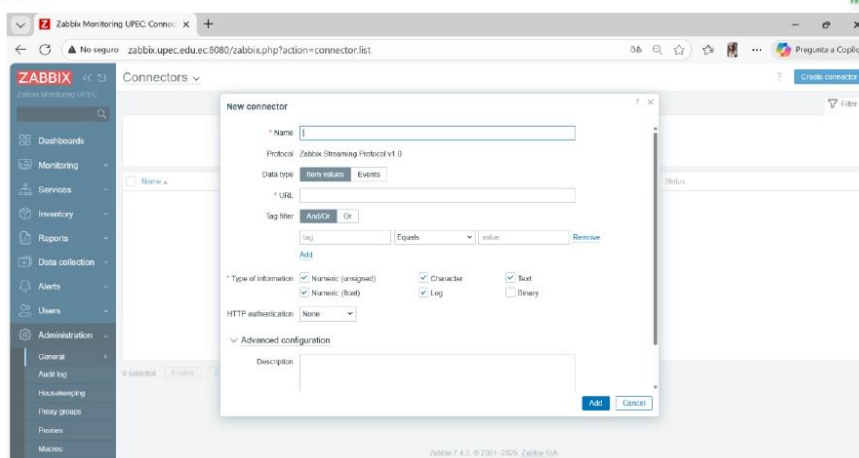 Zabbix Monitoring UPEC: Connec
No seguro zabbix.upec.edu.ec:8080/zabbix.php?action=connector.list
Pregunta a Copilo
ZABBIX
Zabbix Monitoring UPEC
Connectors
? Create connector
Filter
Dashboards
Monitoring
Services
Inventory
Reports
Data collection
Alerts
Users
Administration
General
Audit log
Housekeeping
Proxy groups
Proxies
Macros
Name
Status
New connector
* Name
Protocol Zabbix Streaming Protocol v1.0
Data type Item values Events
* URL
Tag filter And/Or Or
tag Equals value Remove
Add
* Type of information Numeric (unsigned) Character Text
Numeric (float) Log Binary
HTTP authentication None
Advanced configuration
Description
Add Cancel
0 selected Enable
Zabbix 7.4.3. © 2001–2025, Zabbix SIA